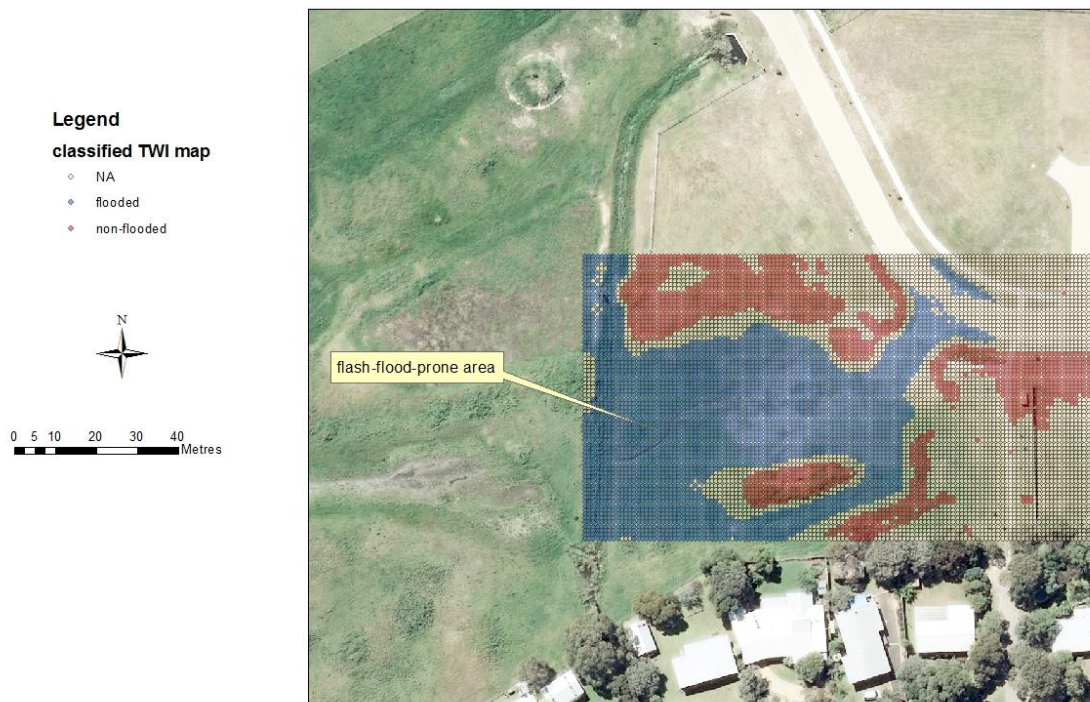 Legend
classified TWI map
NA
flooded
non-flooded
N
flash-flood-prone area
0 5 10 20 30 40
Metres